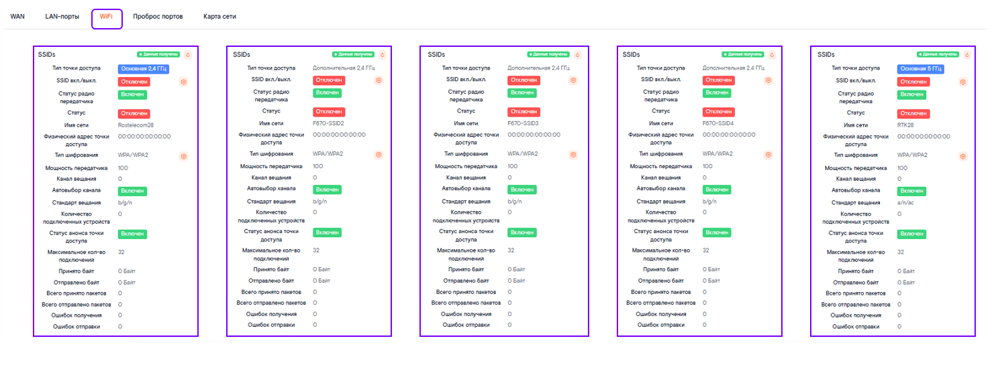 WAN LAN-порты WiFi Проброс портов Карта сети
SSIDs Данные получены
Тип точки доступа Основная 2,4 ГГц
SSID вкл./выкл. Отключен
Статус радио
передатчика Включен
Статус Отключен
Имя сети Rostelecom28
Физический адрес точки
доступа 00:00:00:00:00:00
Тип шифрования WPA/WPA2
Мощность передатчика 100
Канал вещания 0
Автовыбор канала Включен
Стандарт вещания b/g/n
Количество
подключенных устройств 0
Статус анонса точки
доступа Включен
Максимальное кол-во
подключений 32
Принято байт 0 Байт
Отправлено байт 0 Байт
Всего принято пакетов 0
Всего отправлено пакетов 0
Ошибок получения 0
Ошибок отправки 0
SSIDs Данные получены
Тип точки доступа Дополнительная 2,4 ГГц
SSID вкл./выкл. Отключен
Статус радио
передатчика Включен
Статус Отключен
Имя сети F670-SSID2
Физический адрес точки
доступа 00:00:00:00:00:00
Тип шифрования WPA/WPA2
Мощность передатчика 100
Канал вещания 0
Автовыбор канала Включен
Стандарт вещания b/g/n
Количество
подключенных устройств 0
Статус анонса точки
доступа Включен
Максимальное кол-во
подключений 32
Принято байт 0 Байт
Отправлено байт 0 Байт
Всего принято пакетов 0
Всего отправлено пакетов 0
Ошибок получения 0
Ошибок отправки 0
SSIDs Данные получены
Тип точки доступа Дополнительная 2,4 ГГц
SSID вкл./выкл. Отключен
Статус радио
передатчика Включен
Статус Отключен
Имя сети F670-SSID3
Физический адрес точки
доступа 00:00:00:00:00:00
Тип шифрования WPA/WPA2
Мощность передатчика 100
Канал вещания 0
Автовыбор канала Включен
Стандарт вещания b/g/n
Количество
подключенных устройств 0
Статус анонса точки
доступа Включен
Максимальное кол-во
подключений 32
Принято байт 0 Байт
Отправлено байт 0 Байт
Всего принято пакетов 0
Всего отправлено пакетов 0
Ошибок получения 0
Ошибок отправки 0
SSIDs Данные получены
Тип точки доступа Дополнительная 2,4 ГГц
SSID вкл./выкл. Отключен
Статус радио
передатчика Включен
Статус Отключен
Имя сети F670-SSID4
Физический адрес точки
доступа 00:00:00:00:00:00
Тип шифрования WPA/WPA2
Мощность передатчика 100
Канал вещания 0
Автовыбор канала Включен
Стандарт вещания b/g/n
Количество
подключенных устройств 0
Статус анонса точки
доступа Включен
Максимальное кол-во
подключений 32
Принято байт 0 Байт
Отправлено байт 0 Байт
Всего принято пакетов 0
Всего отправлено пакетов 0
Ошибок получения 0
Ошибок отправки 0
SSIDs Данные получены
Тип точки доступа Основная 5 ГГц
SSID вкл./выкл. Отключен
Статус радио
передатчика Включен
Статус Отключен
Имя сети RTK28
Физический адрес точки
доступа 00:00:00:00:00:00
Тип шифрования WPA/WPA2
Мощность передатчика 100
Канал вещания 0
Автовыбор канала Включен
Стандарт вещания a/n/ac
Количество
подключенных устройств 0
Статус анонса точки
доступа Включен
Максимальное кол-во
подключений 32
Принято байт 0 Байт
Отправлено байт 0 Байт
Всего принято пакетов 0
Всего отправлено пакетов 0
Ошибок получения 0
Ошибок отправки 0